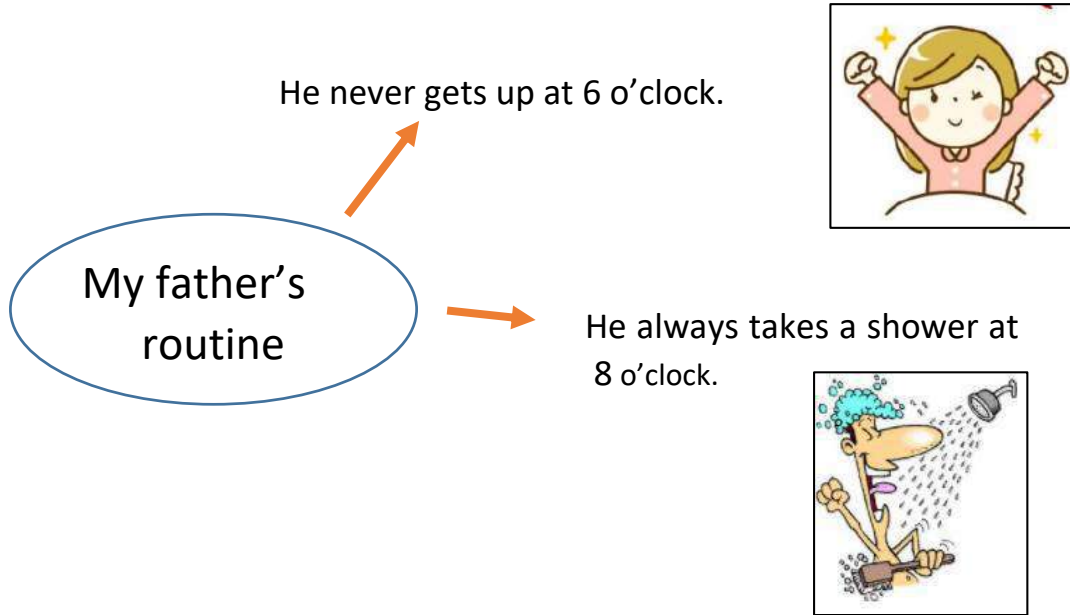 He never gets up at 6 o’clock.
My father’s
routine
He always takes a shower at
8 o’clock.